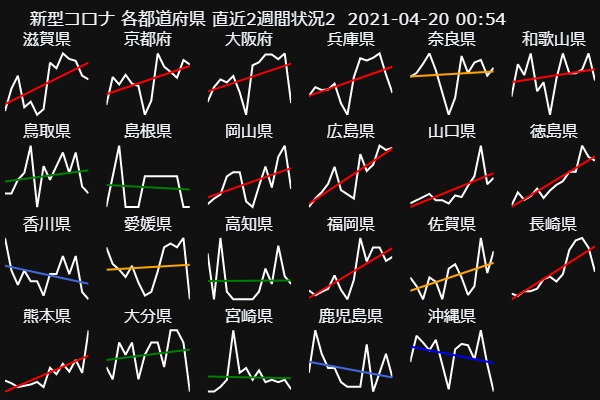 新型コロナ 各都道府県 直近2週間状況2 2021-04-20 00:54
滋賀県 京都府 大阪府 兵庫県 奈良県 和歌山県
鳥取県 島根県 岡山県 広島県 山口県 徳島県
香川県 愛媛県 高知県 福岡県 佐賀県 長崎県
熊本県 大分県 宮崎県 鹿児島県 沖縄県